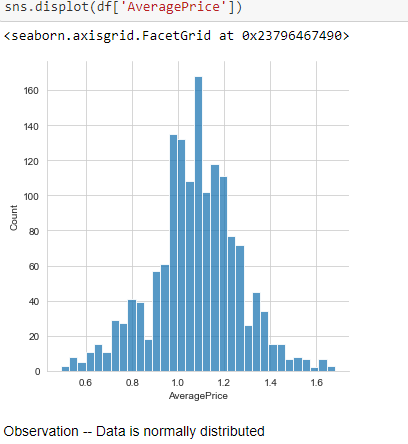 sns.displot(df['AveragePrice'])
<seaborn.axisgrid.FacetGrid at 0x23796467490>
160
140
120
100
80
60
40
20
0
Count
0.6 0.8 1.0 1.2 1.4 1.6
AveragePrice
Observation -- Data is normally distributed